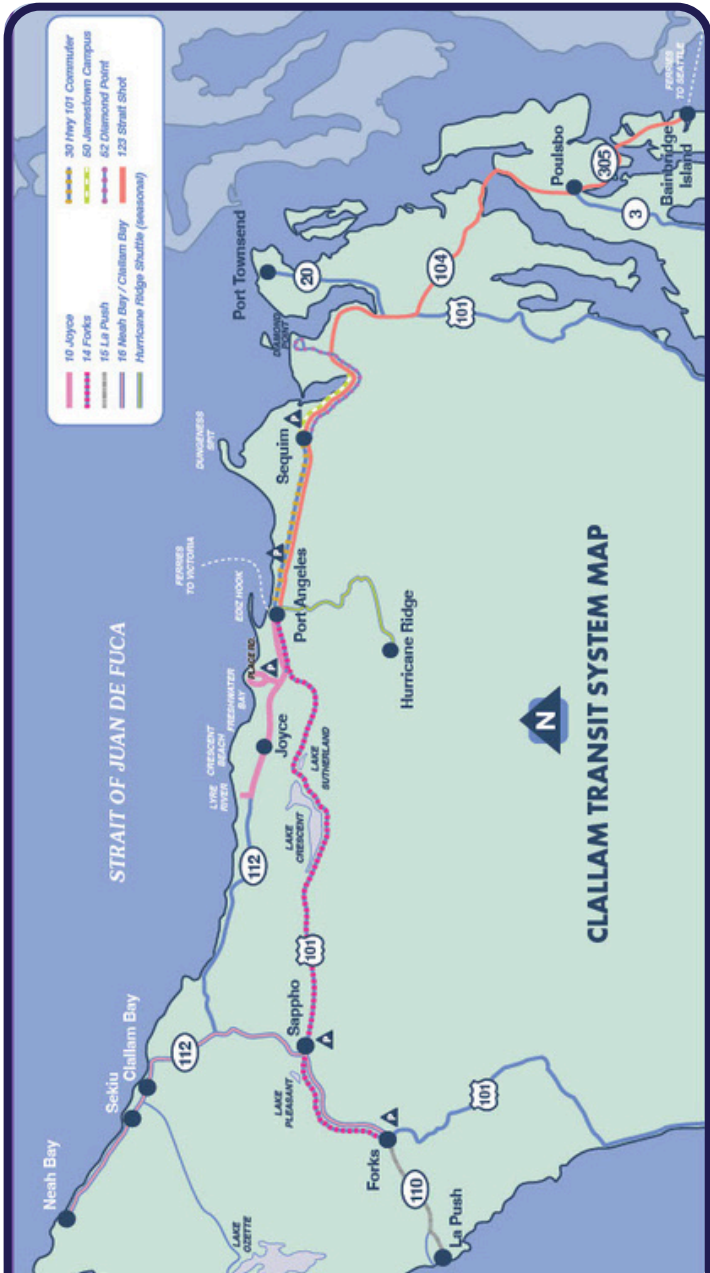 10 Joyce
14 Forks
15 La Push
16 Neah Bay / Clallam Bay
Hurricane Ridge Shuttle (seasonal)
30 Hwy 101 Commuter
50 Jamestown Campus
52 Diamond Point
123 Strait Shot
STRAIT OF JUAN DE FUCA
Neah Bay
Sekiu
Clallam Bay
112
LAKE
OZETTE
LAKE
PLEASANT
Sappho
Forks
110
La Push
101
101
112
LYRE
RIVER
CRESCENT
BEACH
FRESHWATER
BAY
PLACE RD
EDIZ HOOK
Joyce
LAKE
CRESCENT
LAKE
SUTHERLAND
FERRIES
TO VICTORIA
Port Angeles
Hurricane Ridge
DUNGENESS
SPIT
Sequim
DIAMOND
POINT
Port Townsend
20
101
104
Poulsbo
305
3
Bainbridge
Island
FERRIES
TO SEATTLE
P
P
P
P
P
N
CLALLAM TRANSIT SYSTEM MAP